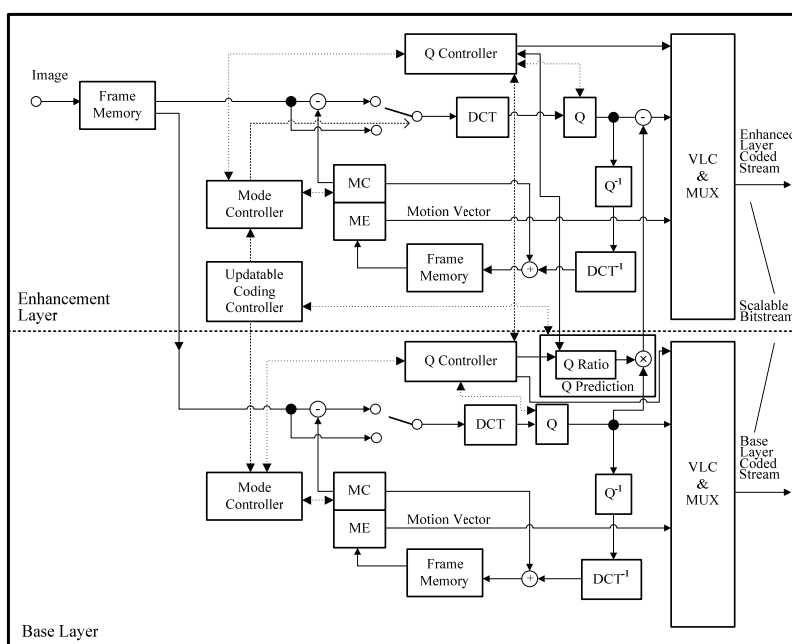 Image
Frame
Memory
-
Q Controller
DCT
Q
-
VLC
&
MUX
Enhanced
Layer
Coded
Stream
Q-1
Mode
Controller
MC
ME
Motion Vector
Frame
Memory
+
DCT-1
Updatable
Coding
Controller
Enhancement
Layer
Scalable
Bitstream
Q Controller
Q Ratio
×
Q Prediction
-
DCT
Q
VLC
&
MUX
Base
Layer
Coded
Stream
Mode
Controller
MC
ME
Motion Vector
Q-1
Frame
Memory
+
DCT-1
Base Layer